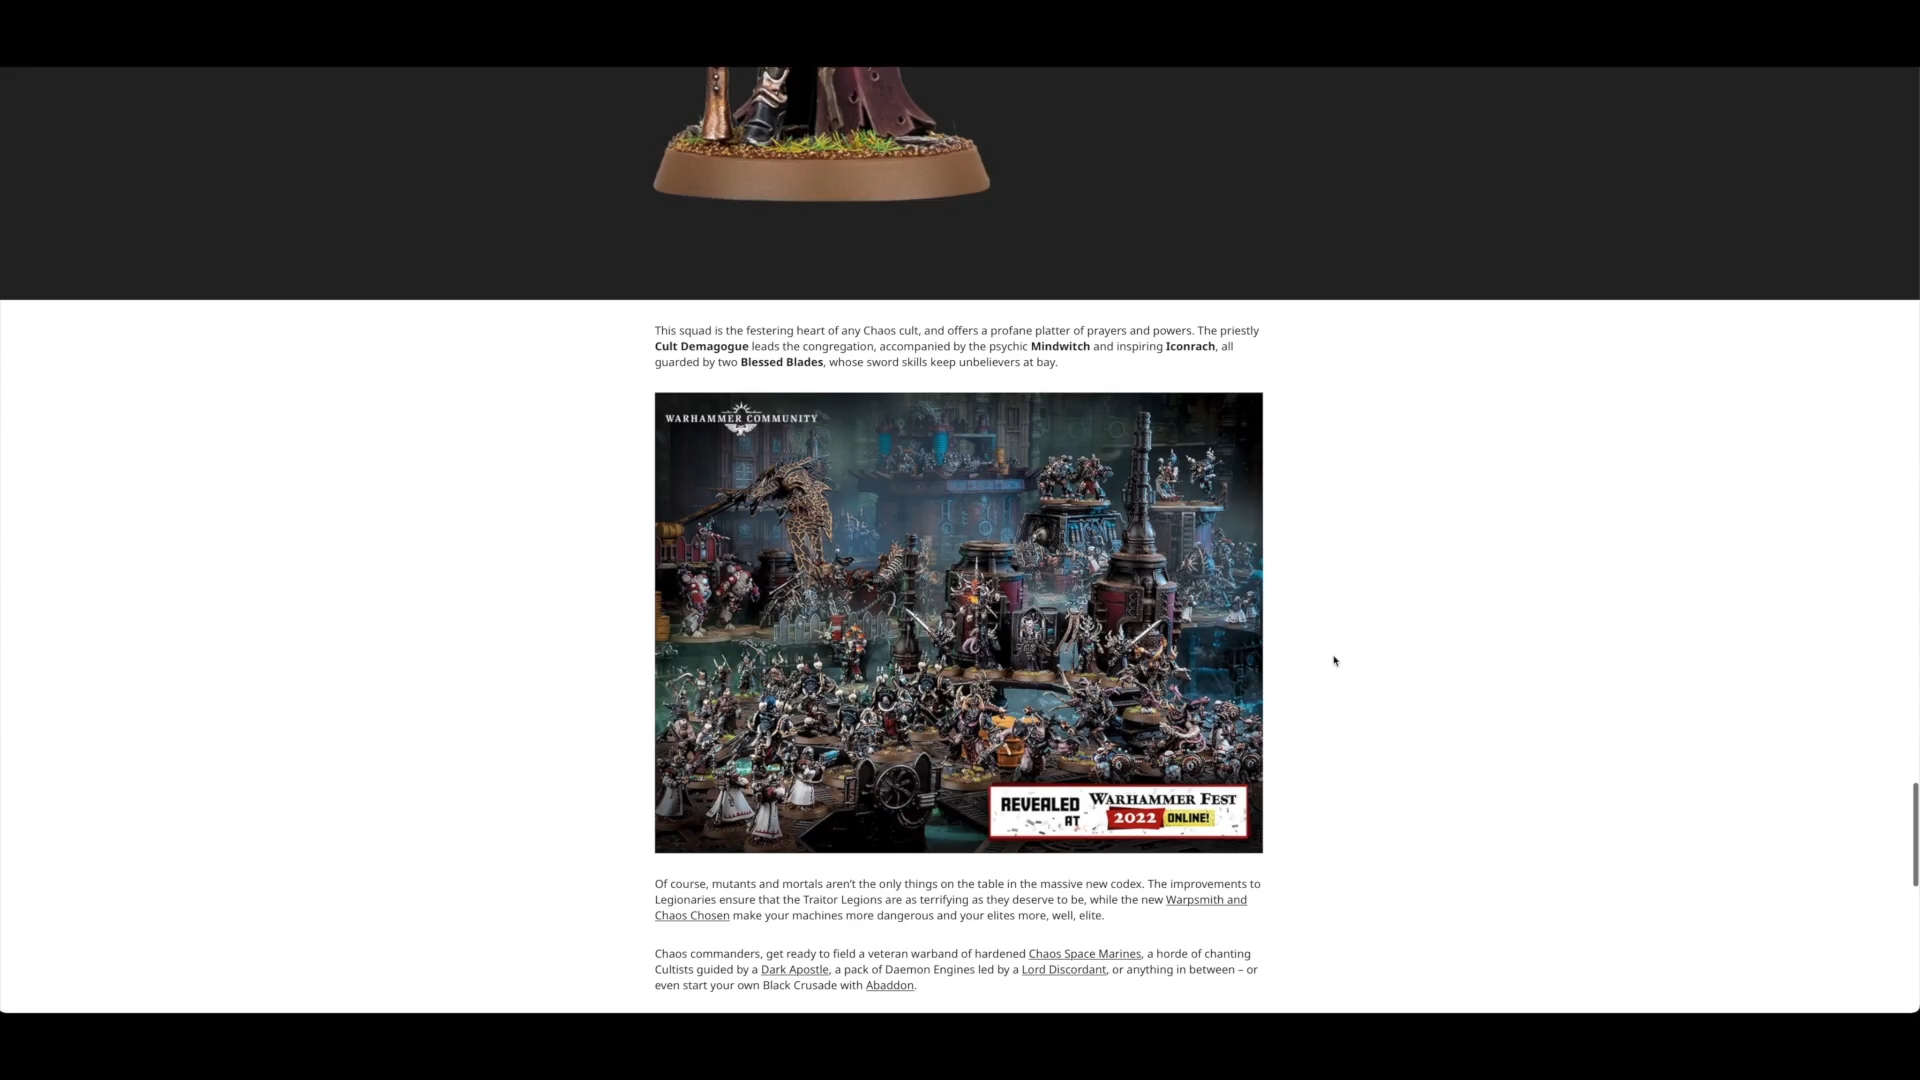 This squad is the festering heart of any Chaos cult, and offers a profane platter of prayers and powers. The priestly
Cult Demagogue leads the congregation, accompanied by the psychic Mindwitch and inspiring Iconrach, all
guarded by two Blessed Blades, whose sword skills keep unbelievers at bay.
WARHAMMER COMMUNITY
REVEALED AT
WARHAMMER FEST
2022 ONLINE!
Of course, mutants and mortals aren't the only things on the table in the massive new codex. The improvements to
Legionaries ensure that the Traitor Legions are as terrifying as they deserve to be, while the new Warpsmith and
Chaos Chosen make your machines more dangerous and your elites more, well, elite.
Chaos commanders, get ready to field a veteran warband of hardened Chaos Space Marines, a horde of chanting
Cultists guided by a Dark Apostle, a pack of Daemon Engines led by a Lord Discordant, or anything in between – or
even start your own Black Crusade with Abaddon.